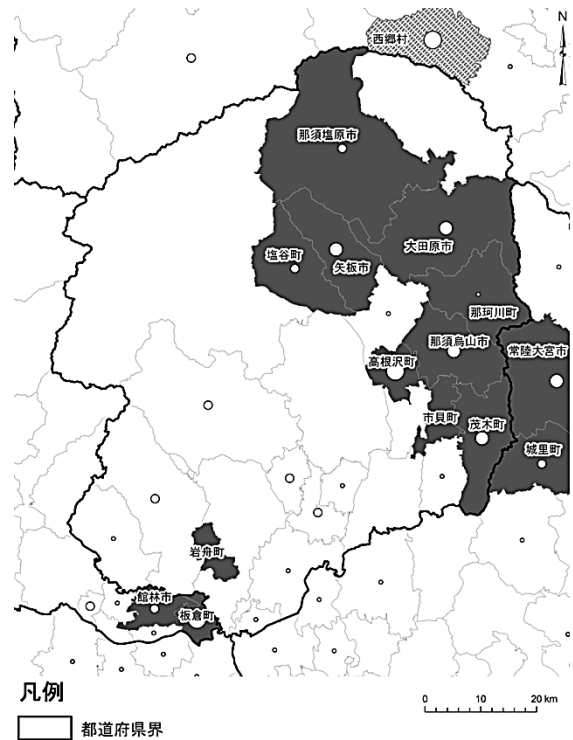 西郷村
N
那須塩原市
大田原市
塩谷町
矢板市
那珂川町
那須烏山市
常陸大宮市
高根沢町
市貝町
茂木町
城里町
岩舟町
館林市
板倉町
凡例
都道府県界
0 10 20 km